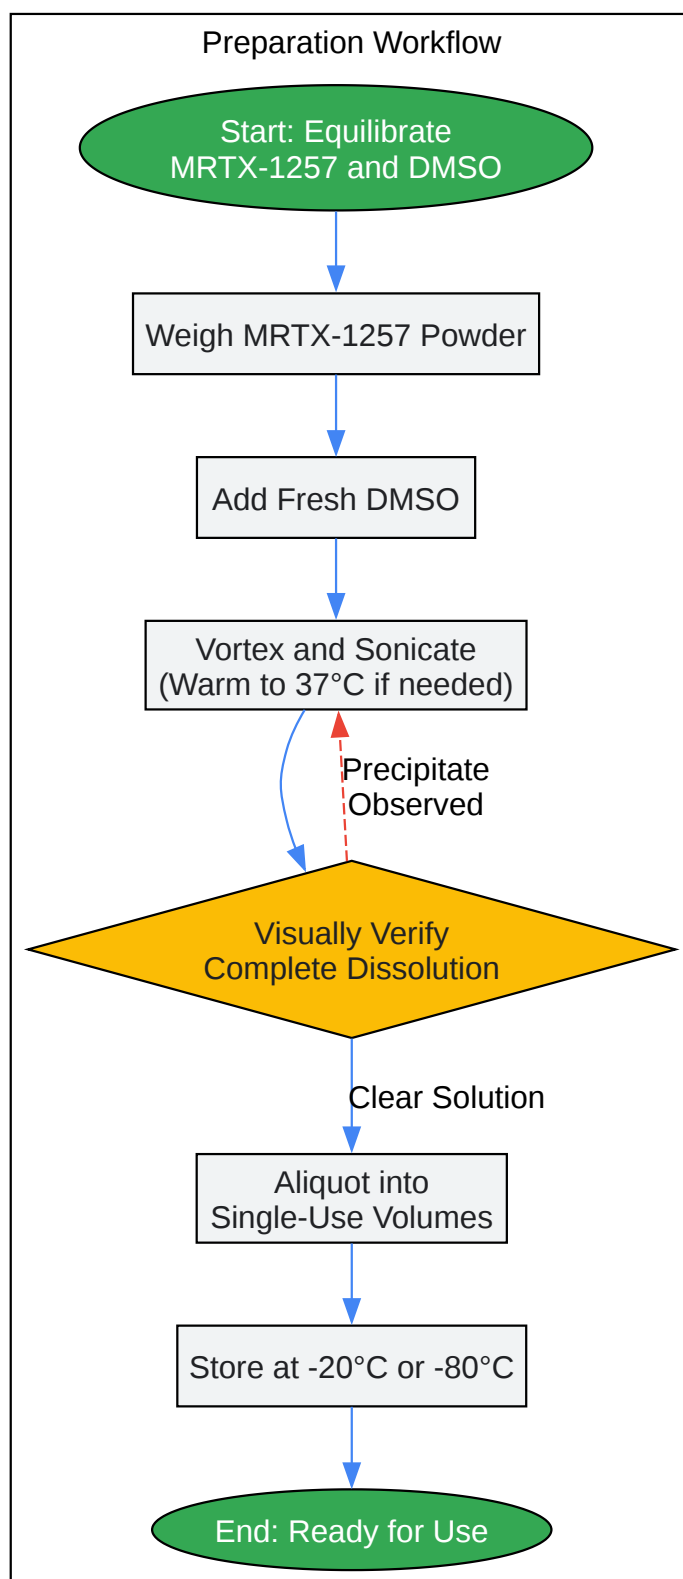 Preparation Workflow
Start: Equilibrate
MRTX-1257 and DMSO
Weigh MRTX-1257 Powder
Add Fresh DMSO
Vortex and Sonicate
(Warm to 37°C if needed)
Precipitate
Observed
Visually Verify
Complete Dissolution
Clear Solution
Aliquot into
Single-Use Volumes
Store at -20°C or -80°C
End: Ready for Use